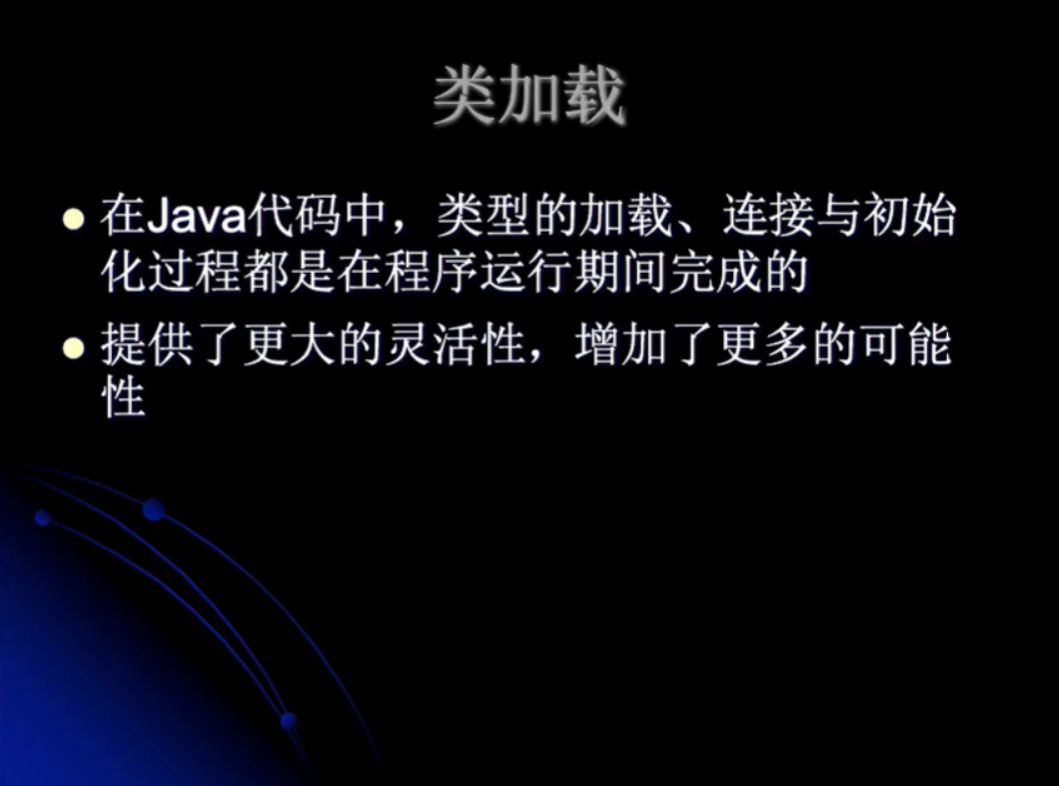 类加载
在Java代码中，类型的加载、连接与初始
化过程都是在程序运行期间完成的
提供了更大的灵活性，增加了更多的可能
性